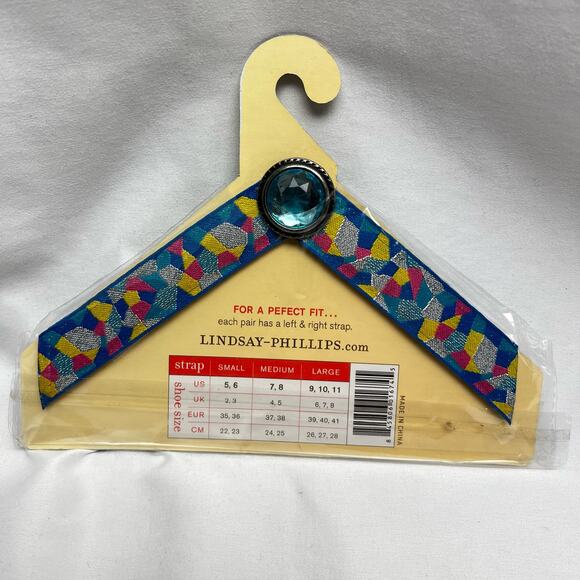 FOR A PEFECT FIT...
each pair has a left & right strap.
LINDSAY-PHILLIPS.com
strap SMALL MEDIUM LARGE
shoe size
US 5, 6 7, 8 9, 10, 11
UK 2, 3 4, 5 6, 7, 8
EUR 35, 36 37, 38 39, 40, 41
CM 22, 23 24, 25 26, 27, 28
MADE IN CHINA